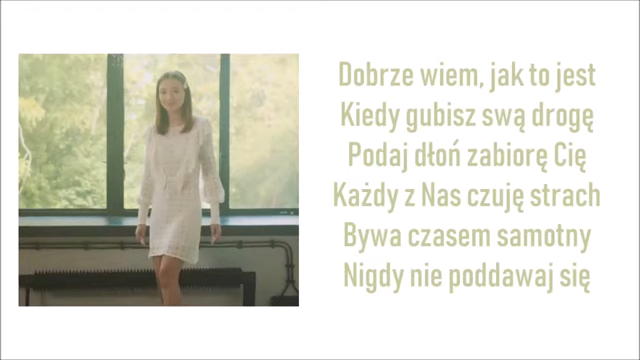 Dobrze wiem, jak to jest
Kiedy gubisz swą drogę
Podaj dłoń zabiorę Cię
Każdy z Nas czuję strach
Bywa czasem samotny
Nigdy nie poddawaj się